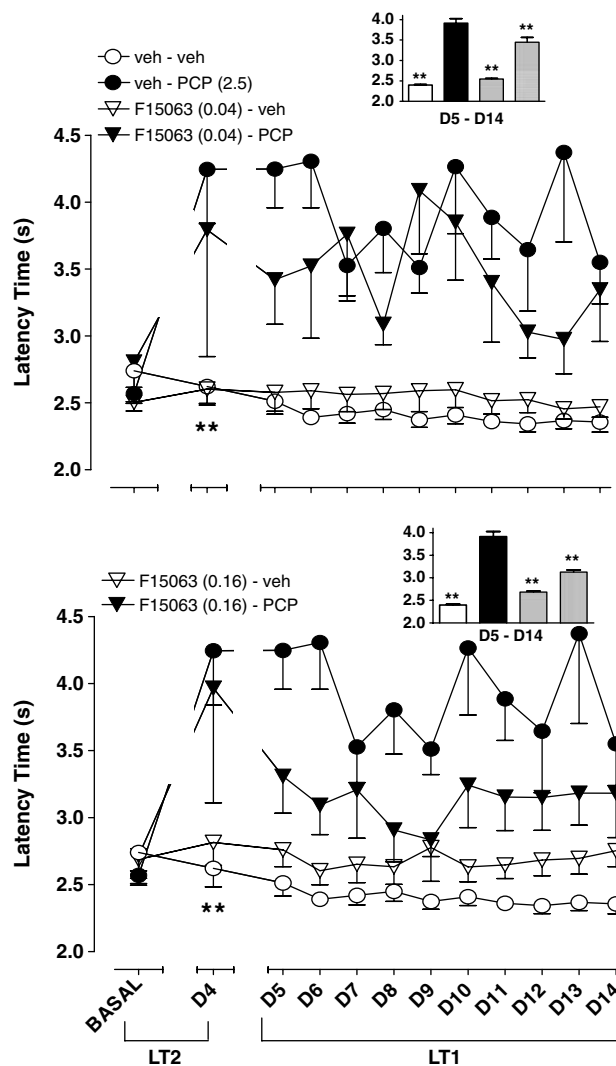 veh - veh
veh - PCP (2.5)
F15063 (0.04) - veh
F15063 (0.04) - PCP
4.0
3.5
3.0
2.5
2.0
**
**
**
D5 - D14
4.5
4.0
3.5
3.0
2.5
2.0
Latency Time (s)
**
F15063 (0.16) - veh
F15063 (0.16) - PCP
4.0
3.5
3.0
2.5
2.0
**
**
**
D5 - D14
4.5
4.0
3.5
3.0
2.5
2.0
Latency Time (s)
**
BASAL D4 D5 D6 D7 D8 D9 D10 D11 D12 D13 D14
LT2 LT1